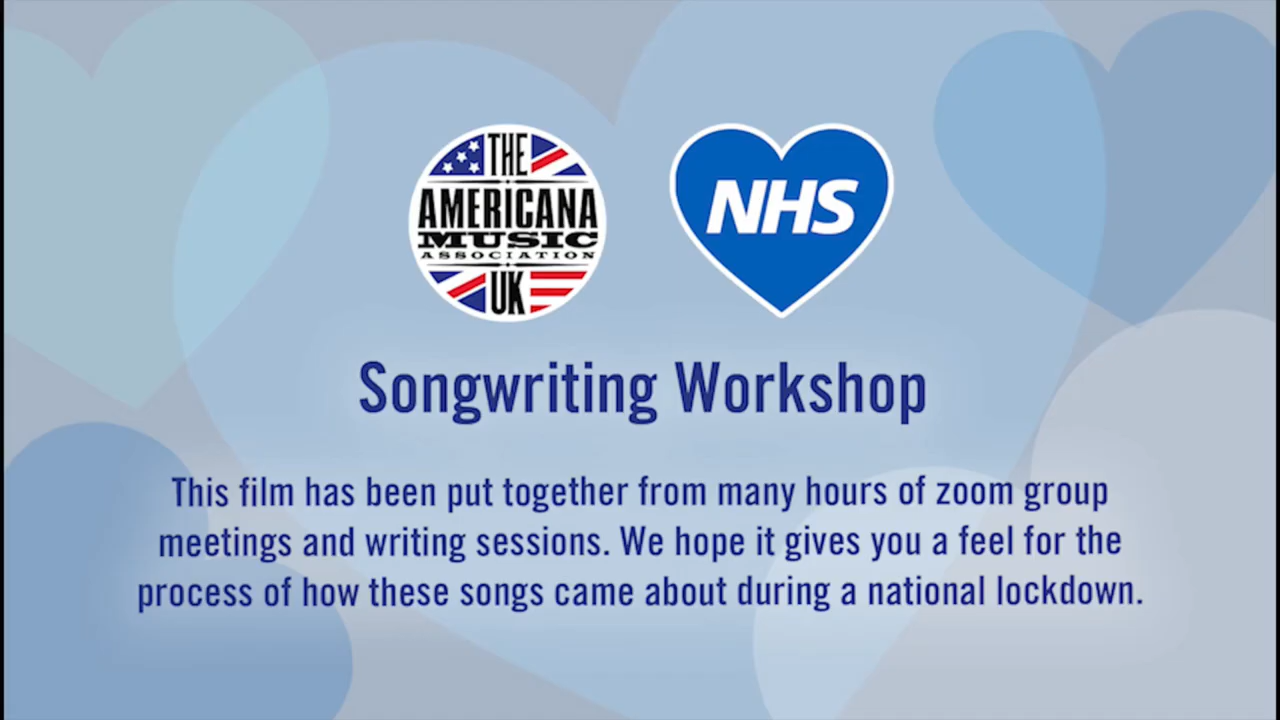 THE
AMERICANA
MUSIC
ASSOCIATION
UK
NHS
Songwriting Workshop
This film has been put together from many hours of zoom group
meetings and writing sessions. We hope it gives you a feel for the
process of how these songs came about during a national lockdown.